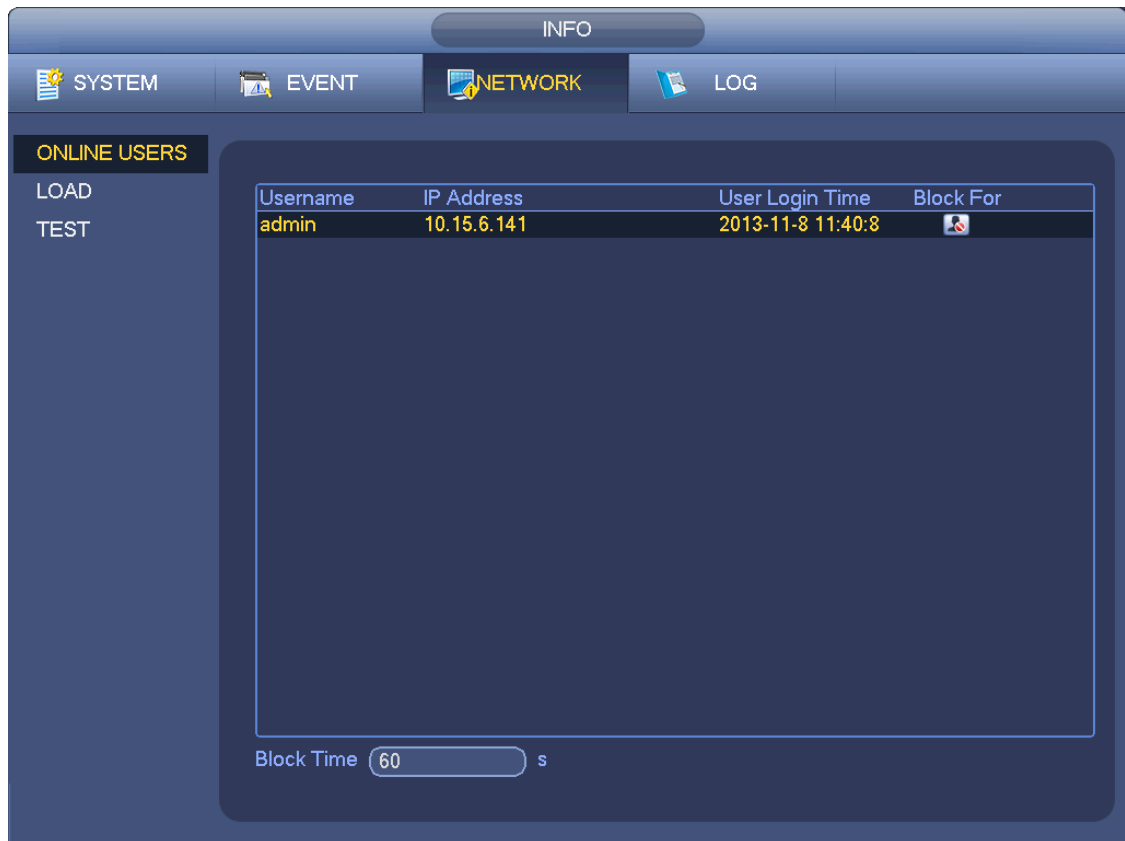 INFO
SYSTEM EVENT NETWORK LOG
ONLINE USERS
LOAD
TEST
Username IP Address User Login Time Block For
admin 10.15.6.141 2013-11-8 11:40:8
Block Time 60 s